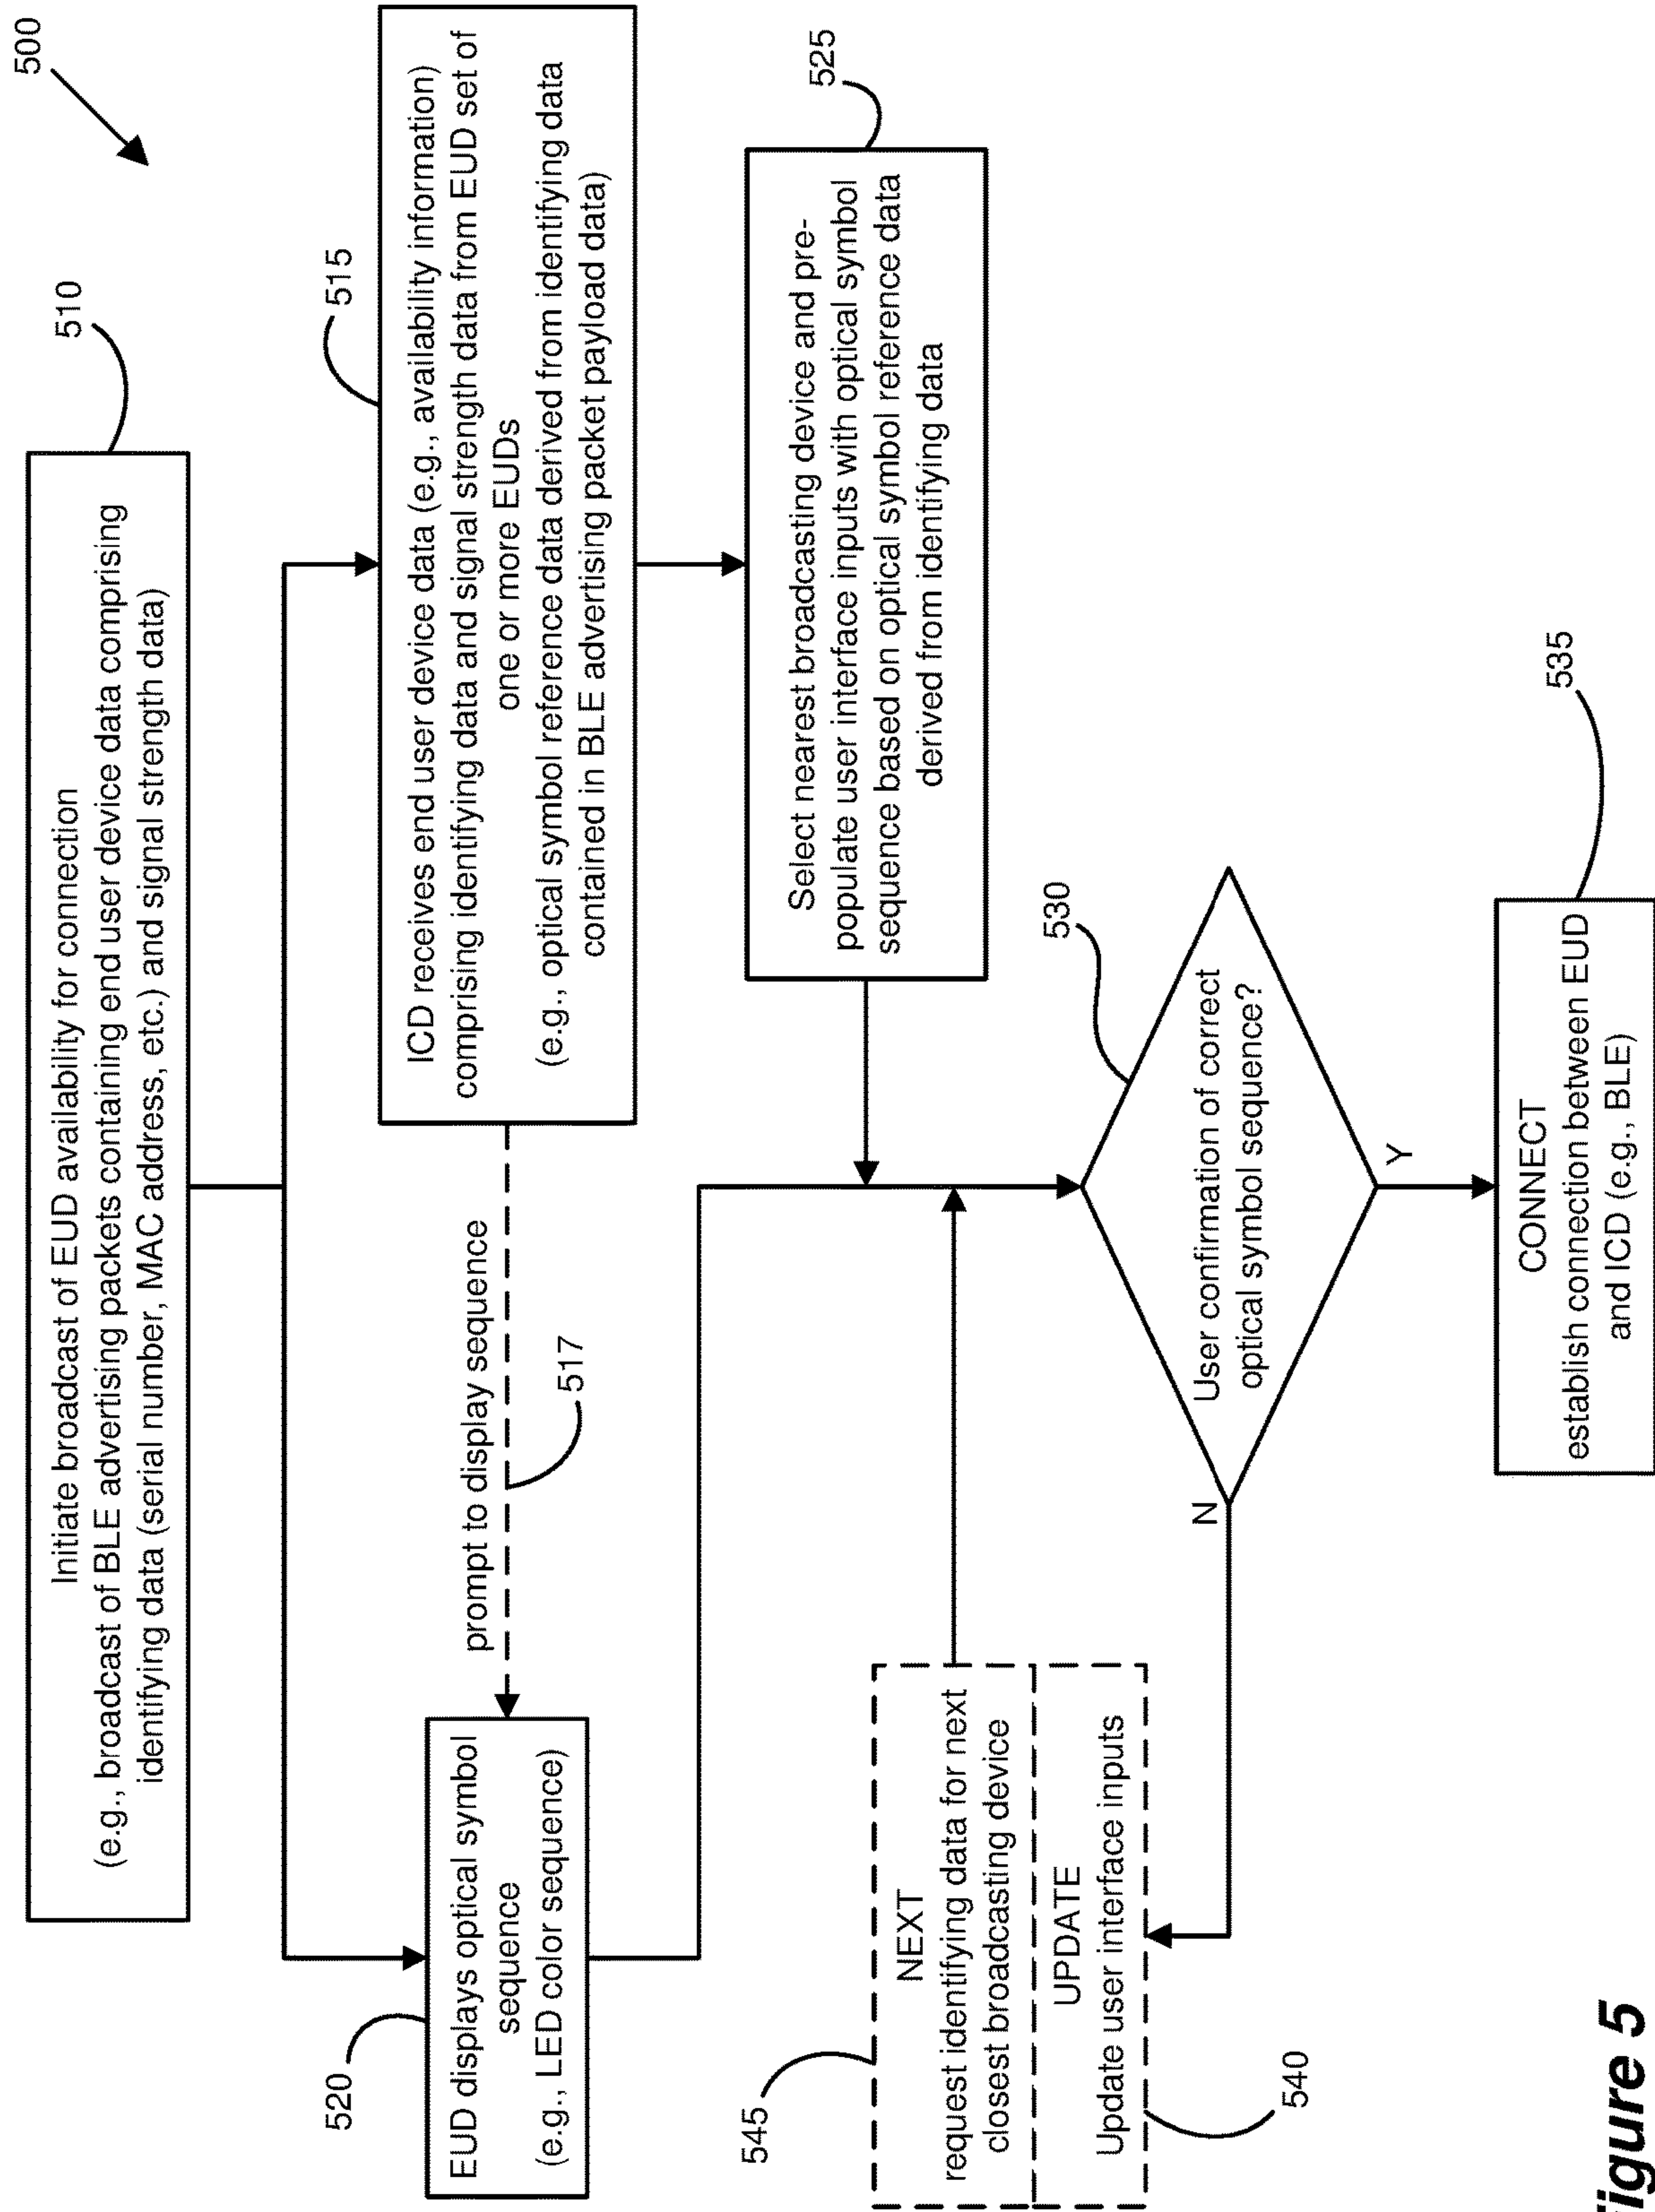 500
510
Initiate broadcast of EUD availability for connection
(e.g., broadcast of BLE advertising packets containing end user device data comprising
identifying data (serial number, MAC address, etc.) and signal strength data)
515
ICD receives end user device data (e.g., availability information)
comprising identifying data and signal strength data from EUD set of
one or more EUDs
(e.g., optical symbol reference data derived from identifying data
contained in BLE advertising packet payload data)
prompt to display sequence
517
520
EUD displays optical symbol
sequence
(e.g., LED color sequence)
525
Select nearest broadcasting device and pre-
populate user interface inputs with optical symbol
sequence based on optical symbol reference data
derived from identifying data
530
User confirmation of correct
optical symbol sequence?
N
Y
545
NEXT
request identifying data for next
closest broadcasting device
UPDATE
Update user interface inputs
540
535
CONNECT
establish connection between EUD
and ICD (e.g., BLE)
Figure 5